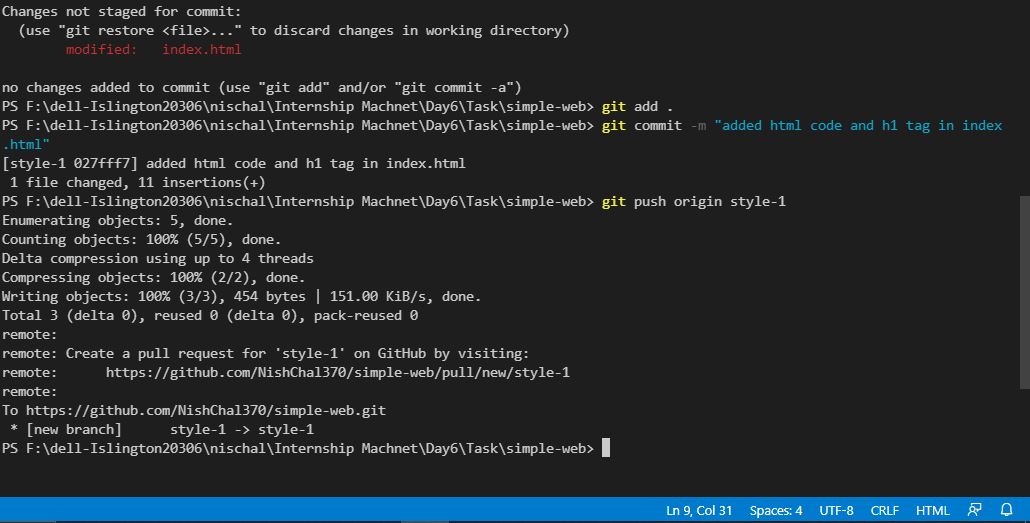 Changes not staged for commit:
  (use "git restore <file>..." to discard changes in working directory)
        modified:   index.html

no changes added to commit (use "git add" and/or "git commit -a")
PS F:\dell-Islington20306\nischal\Internship Machnet\Day6\Task\simple-web> git add .
PS F:\dell-Islington20306\nischal\Internship Machnet\Day6\Task\simple-web> git commit -m "added html code and h1 tag in index
.html"
[style-1 027fff7] added html code and h1 tag in index.html
 1 file changed, 11 insertions(+)
PS F:\dell-Islington20306\nischal\Internship Machnet\Day6\Task\simple-web> git push origin style-1
Enumerating objects: 5, done.
Counting objects: 100% (5/5), done.
Delta compression using up to 4 threads
Compressing objects: 100% (2/2), done.
Writing objects: 100% (3/3), 454 bytes | 151.00 KiB/s, done.
Total 3 (delta 0), reused 0 (delta 0), pack-reused 0
remote:
remote: Create a pull request for 'style-1' on GitHub by visiting:
remote:      https://github.com/NishChal370/simple-web/pull/new/style-1
remote:
To https://github.com/NishChal370/simple-web.git
 * [new branch]      style-1 -> style-1
PS F:\dell-Islington20306\nischal\Internship Machnet\Day6\Task\simple-web>
Ln 9, Col 31 Spaces: 4 UTF-8 CRLF HTML